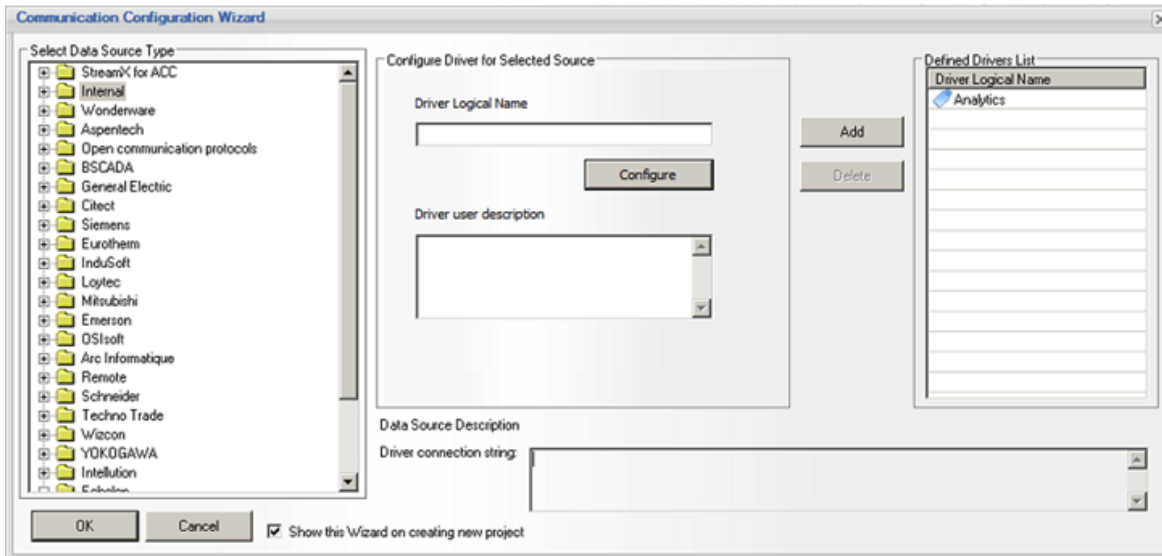 Communication Configuration Wizard
Select Data Source Type
StreamX for ACC
Internal
Wonderware
Aspentech
Open communication protocols
BSCADA
General Electric
Citect
Siemens
Eurotherm
InduSoft
Loytec
Mitsubishi
Emerson
OSIsoft
Arc Informatique
Remote
Schneider
Techno Trade
Wizcon
YOKOGAWA
Intellution
Echelon
Configure Driver for Selected Source
Driver Logical Name
Configure
Driver user description
Add
Delete
Defined Drivers List
Driver Logical Name
Analytics
Data Source Description
Driver connection string:
OK
Cancel
Show this Wizard on creating new project